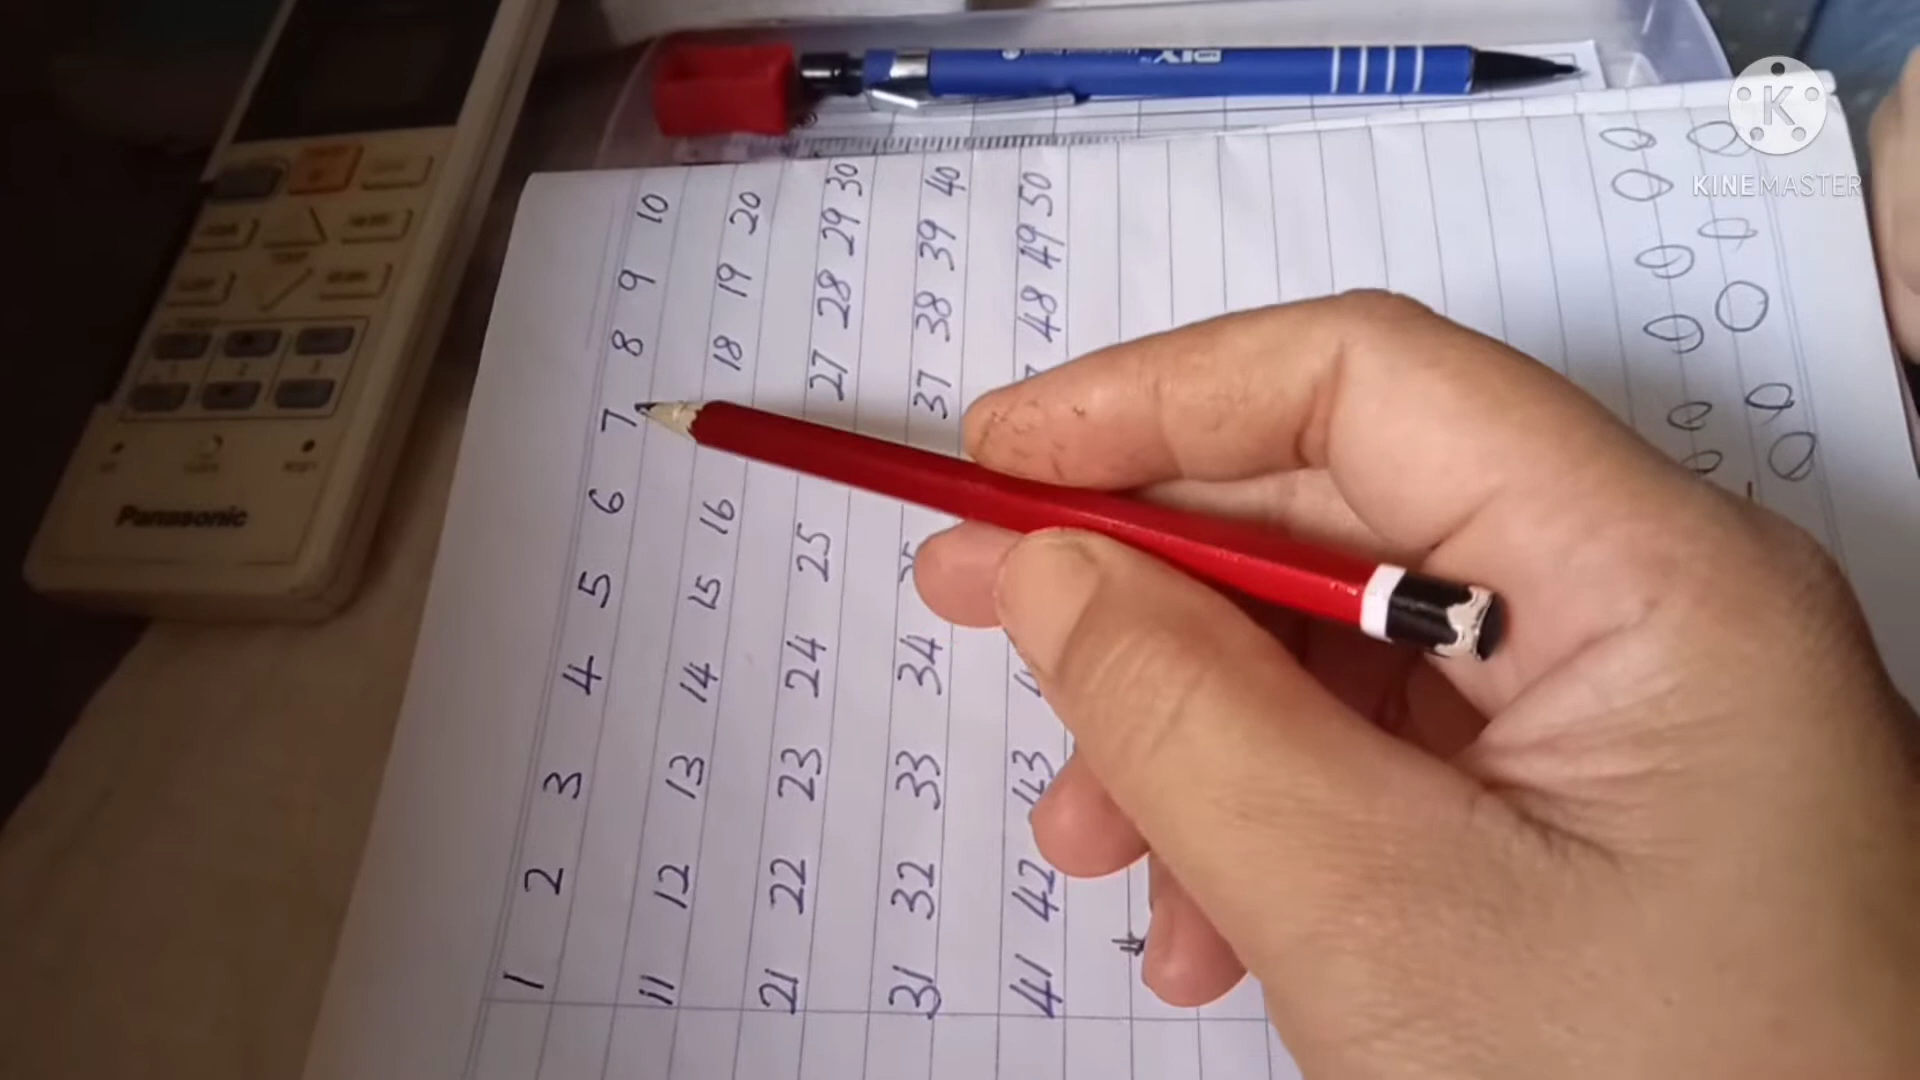 1 2 3 4 5 6 7 8 9 10
11 12 13 14 15 16 18 19 20
21 22 23 24 25 27 28 29 30
31 32 33 34 37 38 39 40
41 42 43 48 49 50
Panasonic
DIY
KINEMASTER